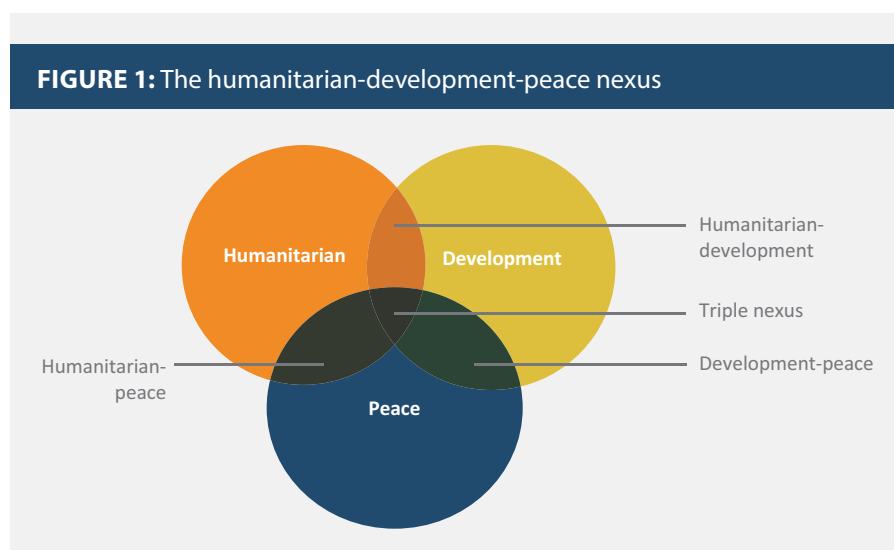 FIGURE 1: The humanitarian-development-peace nexus
Humanitarian
Development
Humanitarian-
development
Triple nexus
Humanitarian-
peace
Development-peace
Peace